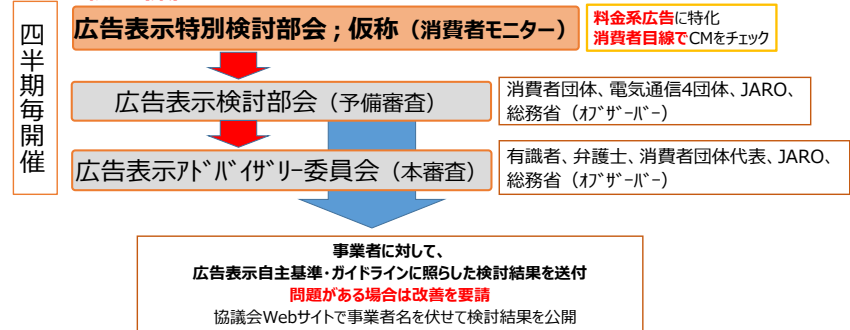 四半期毎開催
広告表示特別検討部会；仮称（消費者モニター）
料金系広告に特化
消費者目線でCMをチェック
広告表示検討部会（予備審査）
消費者団体、電気通信4団体、JARO、
総務省（ｵﾌﾞｻﾞｰﾊﾞｰ）
広告表示ｱﾄﾞﾊﾞｲｻﾞﾘｰ委員会（本審査）
有識者、弁護士、消費者団体代表、JARO、
総務省（ｵﾌﾞｻﾞｰﾊﾞｰ）
事業者に対して、
広告表示自主基準・ガイドラインに照らした検討結果を送付
問題がある場合は改善を要請
協議会Webサイトで事業者名を伏せて検討結果を公開